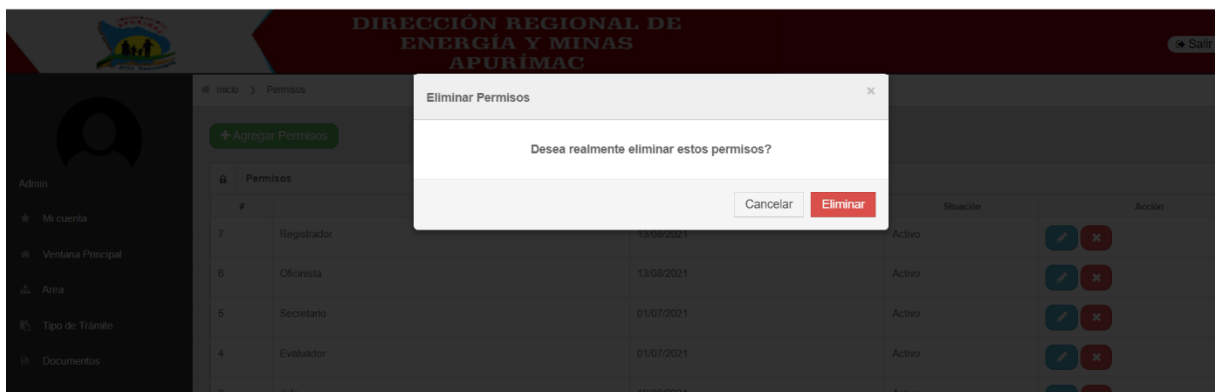 DIRECCIÓN REGIONAL DE
ENERGÍA Y MINAS
APURÍMAC
Salir
Inicio > Permisos
Eliminar Permisos ×
+ Agregar Permisos
Desea realmente eliminar estos permisos?
Admin
Permisos
Cancelar Eliminar
# Situación Acción
Mi cuenta
7 Registrador 13/08/2021 Activo
Ventana Principal
6 Oficinista 13/08/2021 Activo
Area
5 Secretario 01/07/2021 Activo
Tipo de Trámite
4 Evaluador 01/07/2021 Activo
Documentos